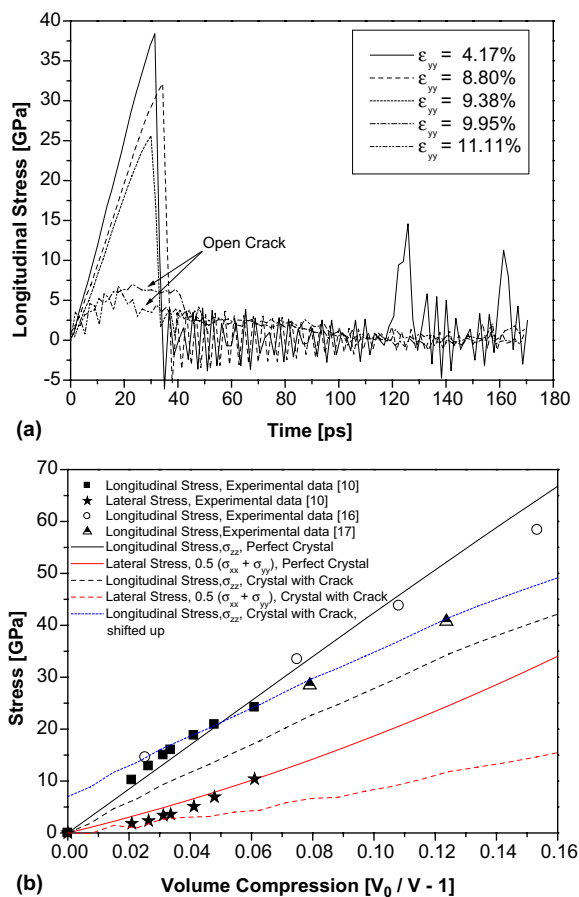 40
35
30
25
20
15
10
5
0
-5
Longitudinal Stress [GPa]
ε_yy = 4.17%
ε_yy = 8.80%
ε_yy = 9.38%
ε_yy = 9.95%
ε_yy = 11.11%
Open Crack
0 20 40 60 80 100 120 140 160 180
(a)
Time [ps]
70
60
50
40
30
20
10
0
Stress [GPa]
Longitudinal Stress, Experimental data [10]
Lateral Stress, Experimental data [10]
Longitudinal Stress, Experimental data [16]
Longitudinal Stress,Experimental data [17]
Longitudinal Stress,σ_zz, Perfect Crystal
Lateral Stress, 0.5 (σ_xx + σ_yy), Perfect Crystal
Longitudinal Stress,σ_zz, Crystal with Crack
Lateral Stress, 0.5 (σ_xx + σ_yy), Crystal with Crack
Longitudinal Stress,σ_zz, Crystal with Crack,
shifted up
0.00 0.02 0.04 0.06 0.08 0.10 0.12 0.14 0.16
(b)
Volume Compression [V_0 / V - 1]